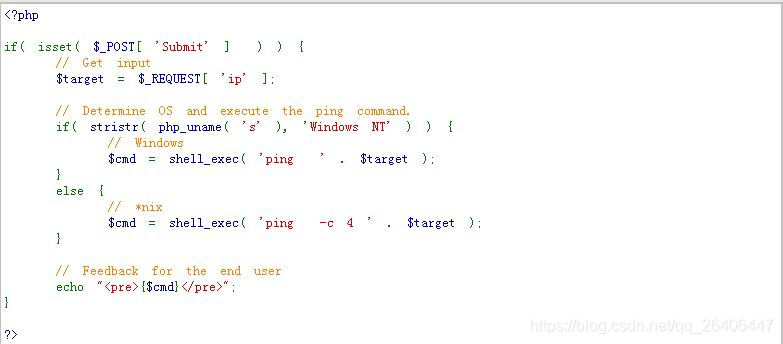 <?php
if( isset( $_POST[ 'Submit' ] ) ) {
// Get input
$target = $_REQUEST[ 'ip' ];
// Determine OS and execute the ping command.
if( stristr( php_uname( 's' ), 'Windows NT' ) ) {
// Windows
$cmd = shell_exec( 'ping ' . $target );
}
else {
// *nix
$cmd = shell_exec( 'ping -c 4 ' . $target );
}
// Feedback for the end user
echo "<pre>{$cmd}</pre>";
}
?>
https://blog.csdn.net/qq_26406447